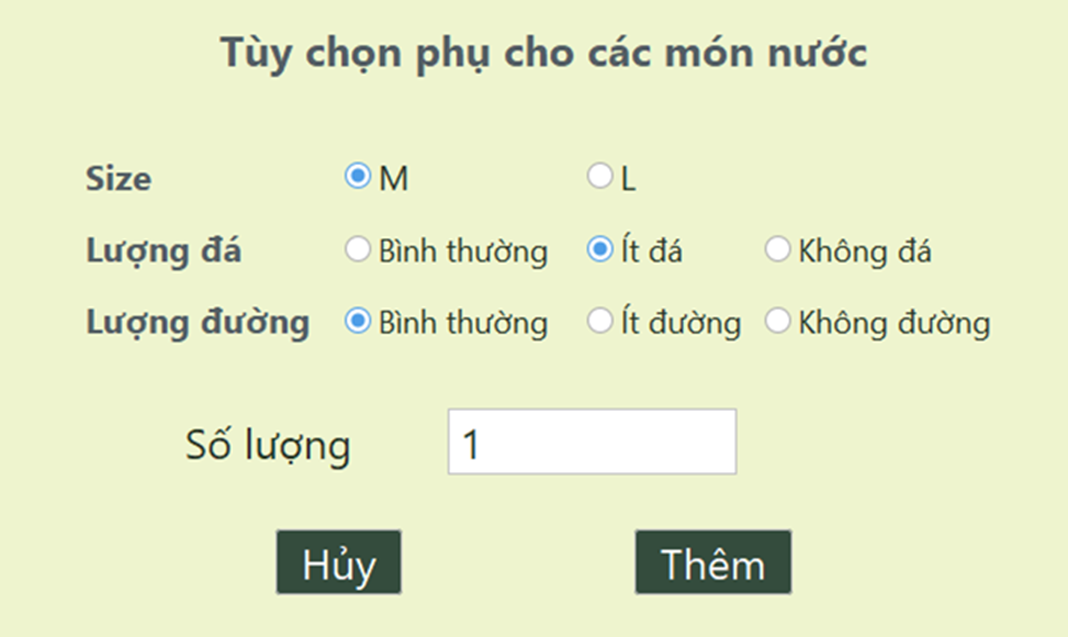 Tùy chọn phụ cho các món nước
Size M L
Lượng đá Bình thường Ít đá Không đá
Lượng đường Bình thường Ít đường Không đường
Số lượng 1
Hủy Thêm